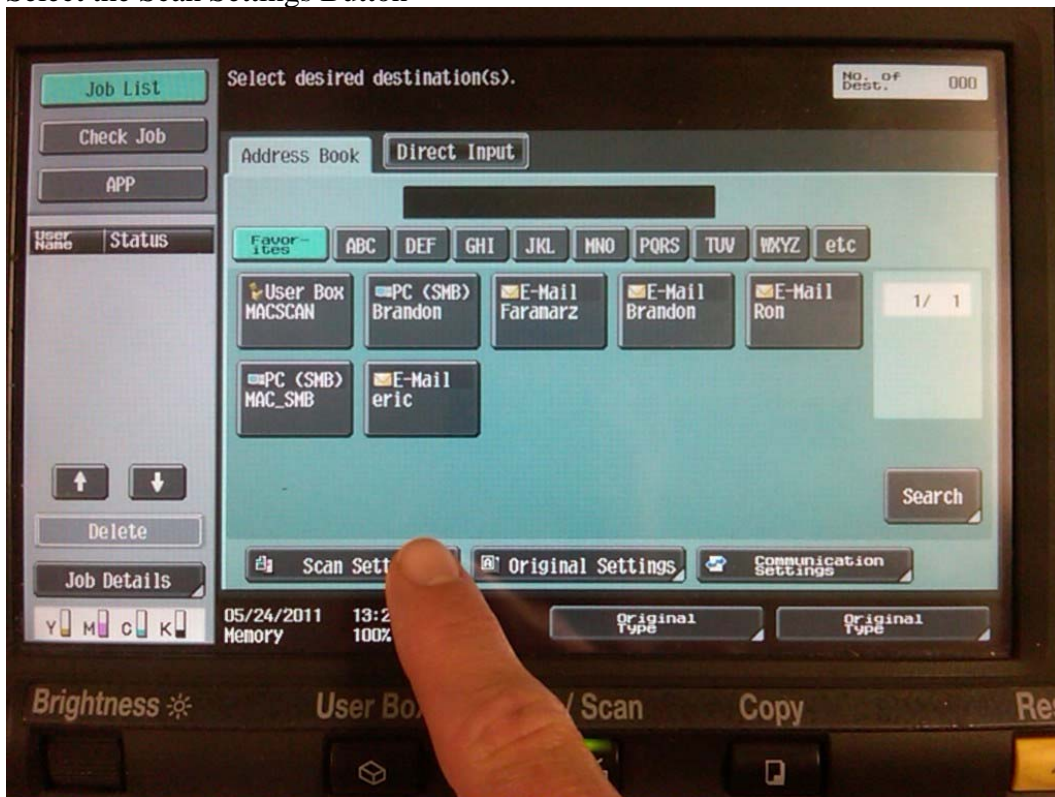 Select the Scan Settings Button
Job List
Select desired destination(s).
No. of
Dest.
000
Check Job
APP
Address Book
Direct Input
User
Name
Status
Favor-
ites
ABC
DEF
GHI
JKL
MNO
PQRS
TUV
WXYZ
etc
User Box
MACSCAN
PC (SMB)
Brandon
E-Mail
Faramarz
E-Mail
Brandon
E-Mail
Ron
1/ 1
PC (SMB)
MAC_SMB
E-Mail
eric
Search
Delete
Scan Sett
Original Settings
Communication
Settings
Job Details
Y M C K
05/24/2011 13:2
Memory 100%
Original
Type
Original
Type
Brightness
User Bo
/ Scan
Copy
Re